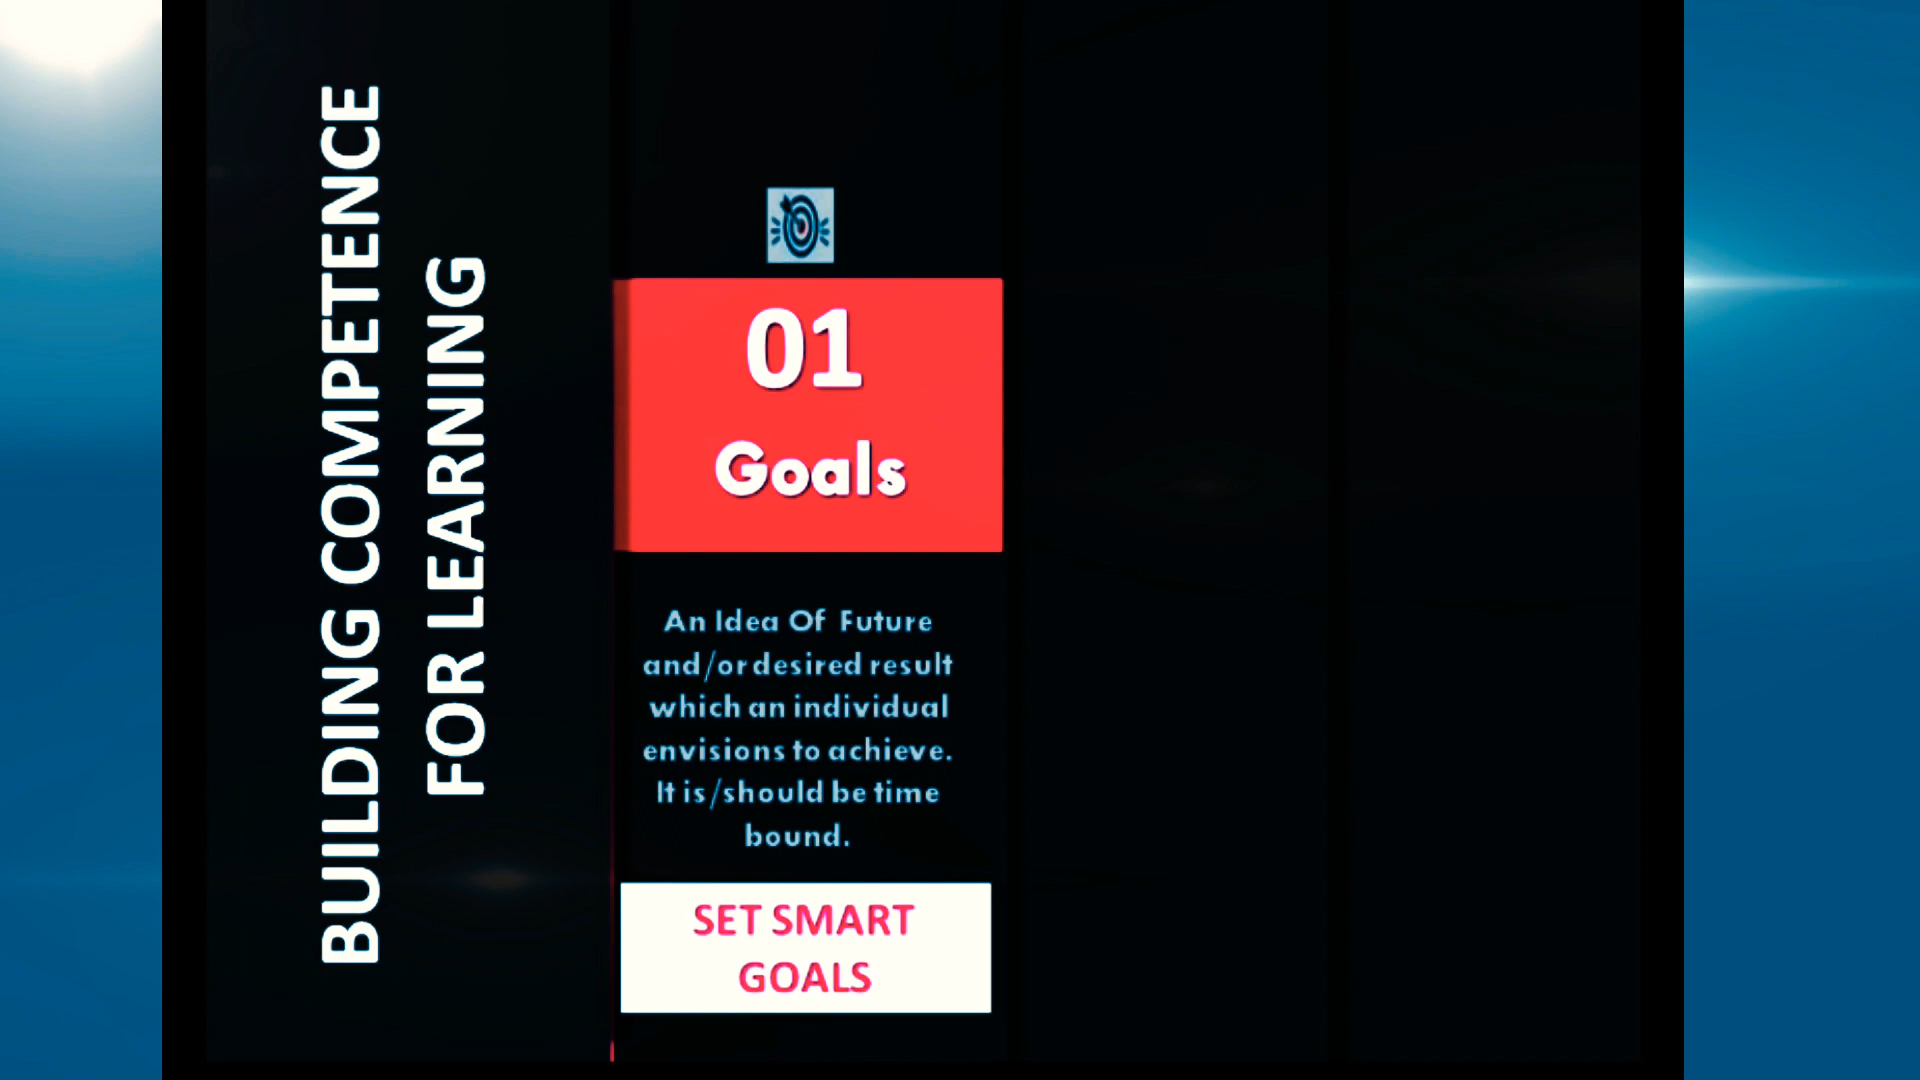 BUILDING COMPETENCE
FOR LEARNING
01
Goals
An Idea Of Future
and/or desired result
which an individual
envisions to achieve.
It is/should be time
bound.
SET SMART
GOALS